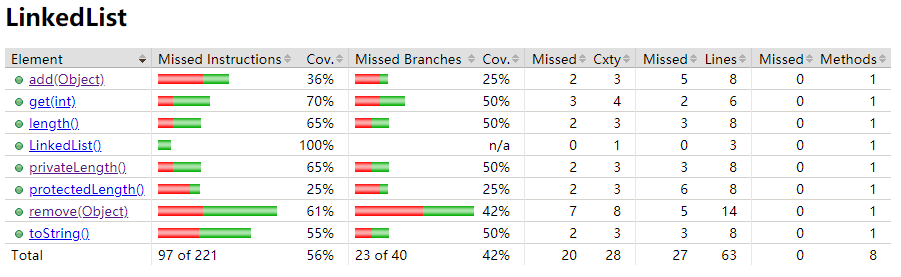 LinkedList
Element Missed Instructions Cov. Missed Branches Cov. Missed Cxty Missed Lines Missed Methods
add(Object) 36% 25% 2 3 5 8 0 1
get(int) 70% 50% 3 4 2 6 0 1
length() 65% 50% 2 3 3 8 0 1
LinkedList() 100% n/a 0 1 0 3 0 1
privateLength() 65% 50% 2 3 3 8 0 1
protectedLength() 25% 25% 2 3 6 8 0 1
remove(Object) 61% 42% 7 8 5 14 0 1
toString() 55% 50% 2 3 3 8 0 1
Total 97 of 221 56% 23 of 40 42% 20 28 27 63 0 8